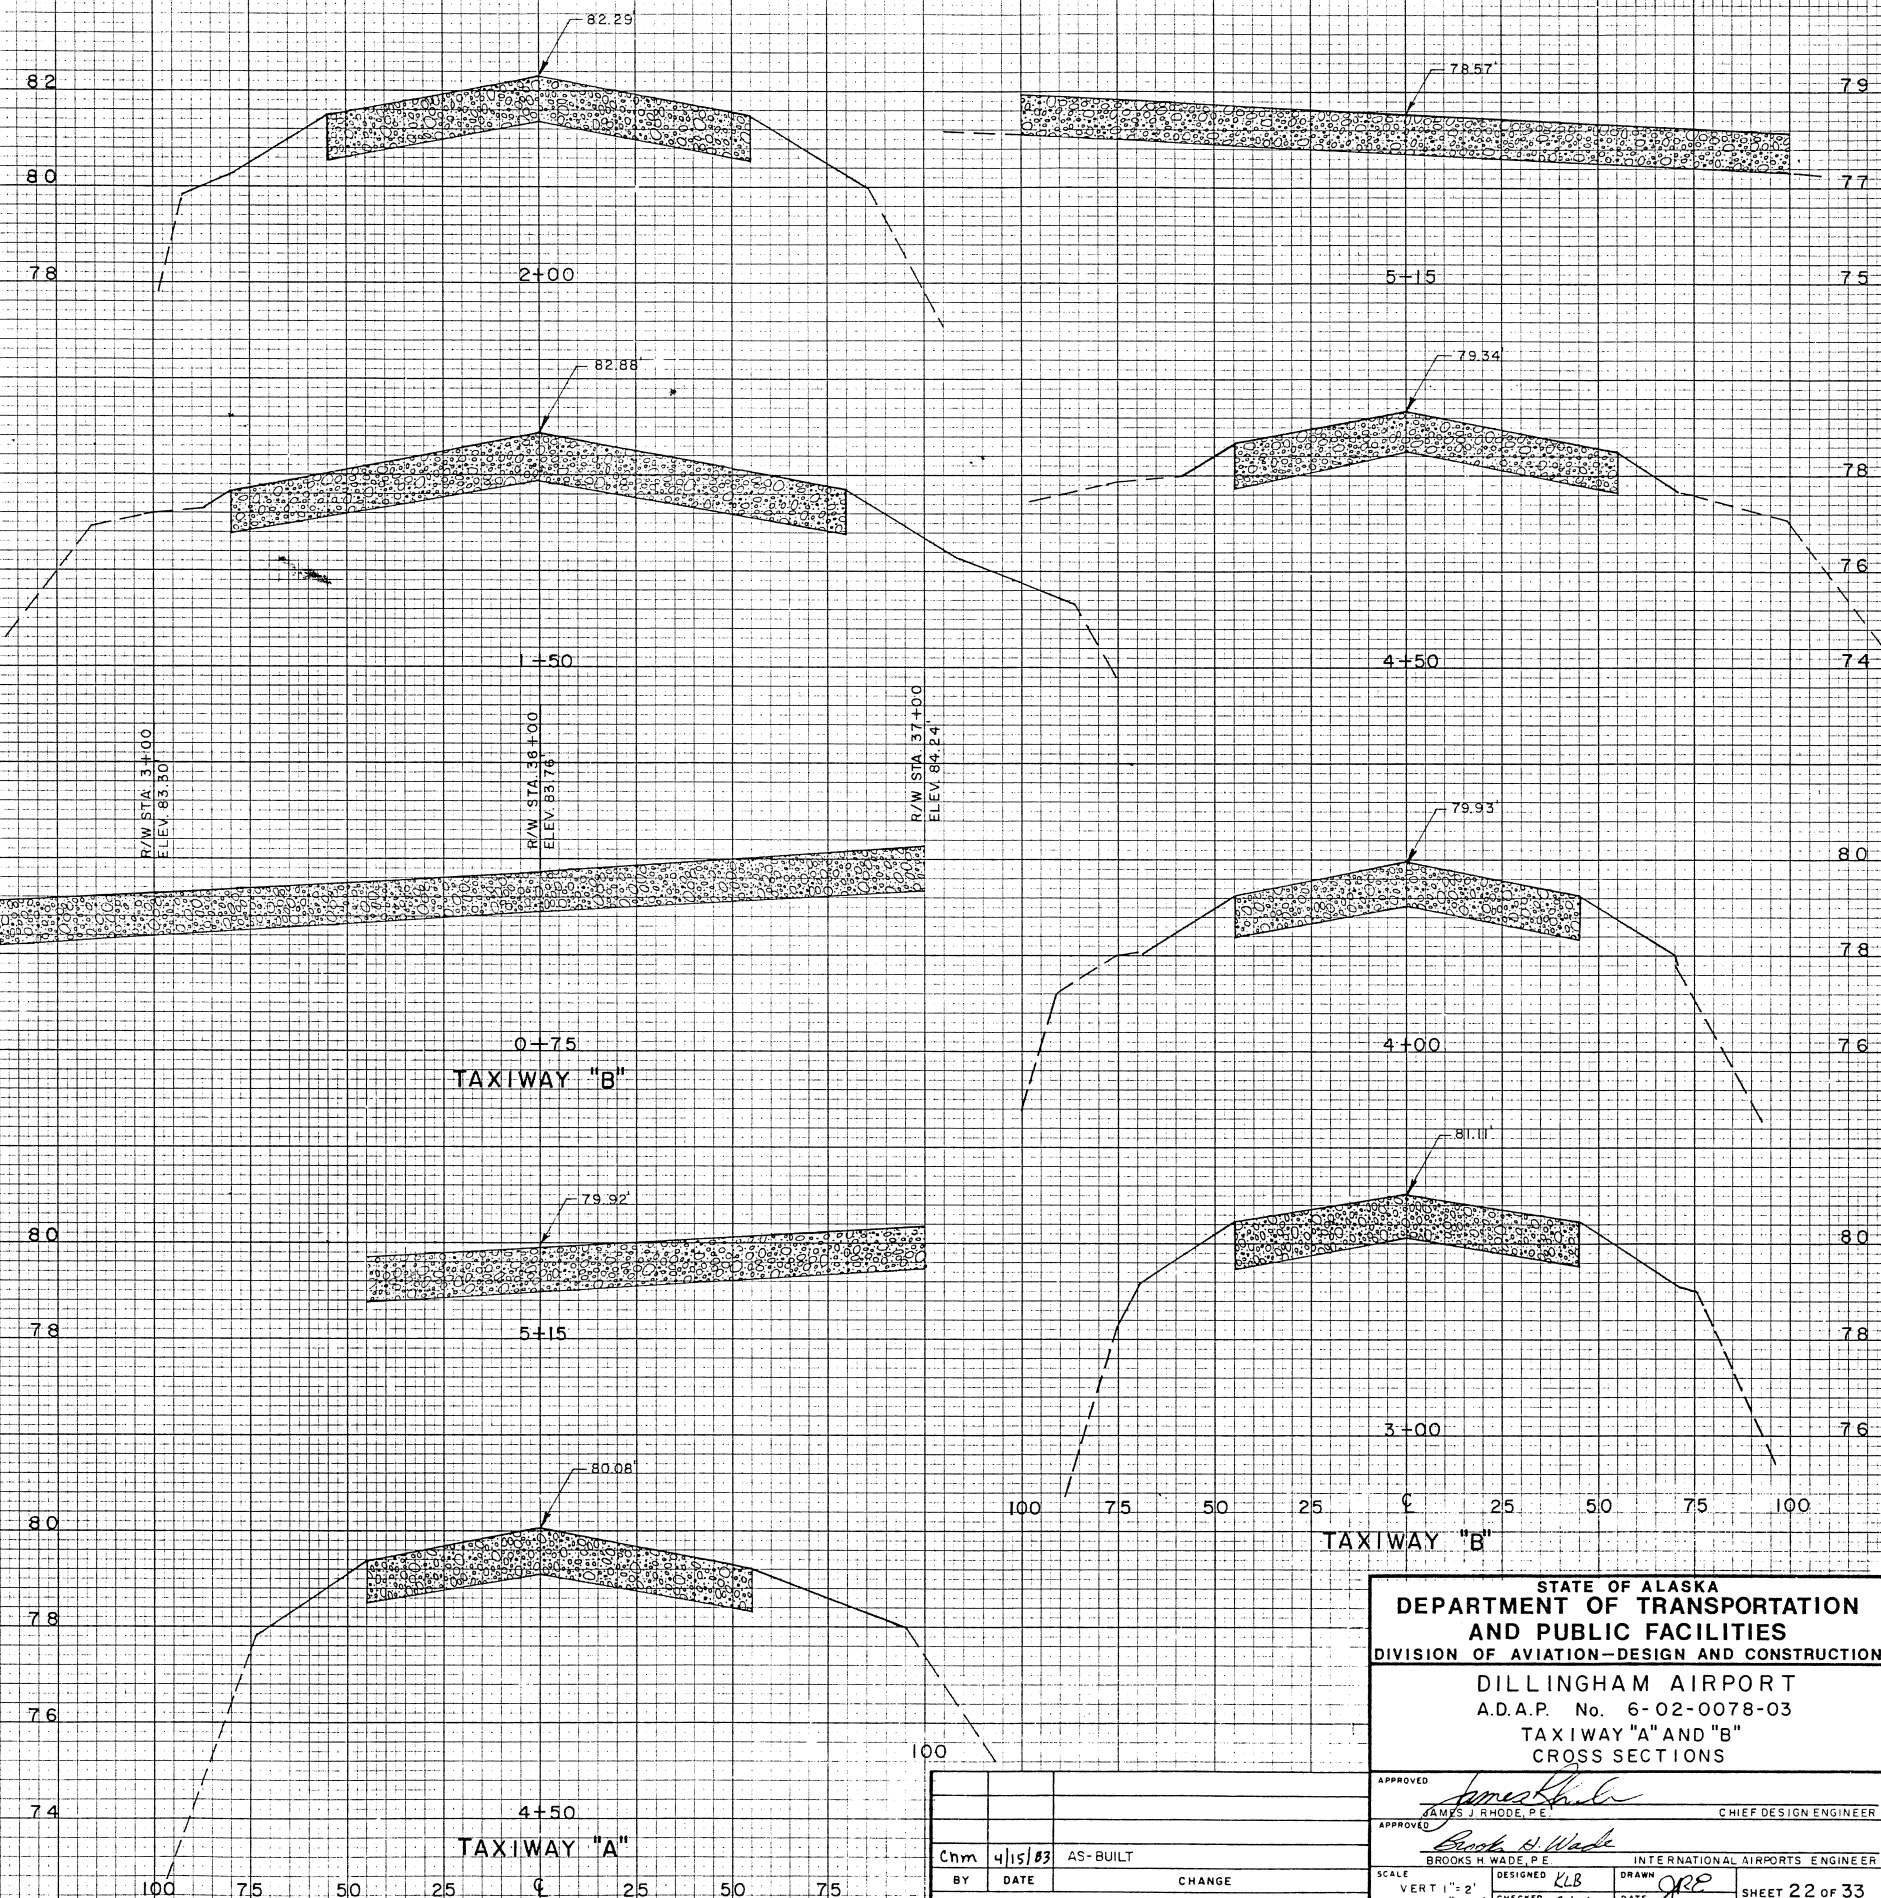 82.29'
82
80
78
2+00
78.57'
79
77
75
5+15
82.88'
1+50
79.34'
78
76
74
4+50
R/W STA. 3+00
ELEV. 83.30'
R/W STA. 36+00
ELEV. 83.76'
R/W STA. 37+00
ELEV. 84.24'
0+75
TAXIWAY "B"
79.93'
80
78
76
4+00
79.92'
80
78
5+15
81.11'
80
78
76
3+00
100 75 50 25 ℄ 25 50 75 100
TAXIWAY "B"
80.08'
80
78
76
74
4+50
TAXIWAY "A"
100 75 50 25 ℄ 25 50 75
100
STATE OF ALASKA
DEPARTMENT OF TRANSPORTATION
AND PUBLIC FACILITIES
DIVISION OF AVIATION-DESIGN AND CONSTRUCTION
DILLINGHAM AIRPORT
A.D.A.P. No. 6-02-0078-03
TAXIWAY "A" AND "B"
CROSS SECTIONS
APPROVED
JAMES J. RHODE, P.E. CHIEF DESIGN ENGINEER
APPROVED
Brooks H. Wade
BROOKS H. WADE, P.E. INTERNATIONAL AIRPORTS ENGINEER
Chm 4/15/83 AS-BUILT
BY DATE CHANGE
SCALE
VERT 1"=2'
DESIGNED KLB
DRAWN JRE
SHEET 22 OF 33